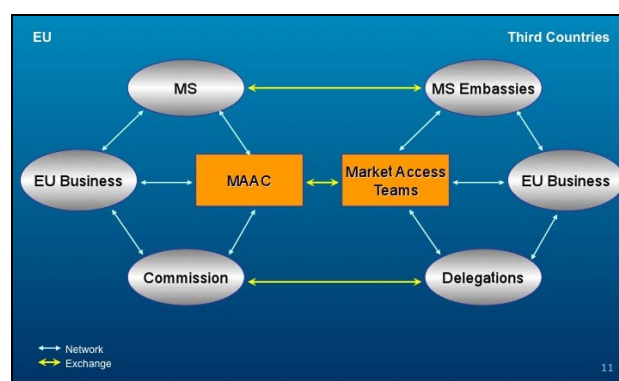 EU
Third Countries
MS
MS Embassies
EU Business
MAAC
Market Access
Teams
EU Business
Commission
Delegations
Network
Exchange
11